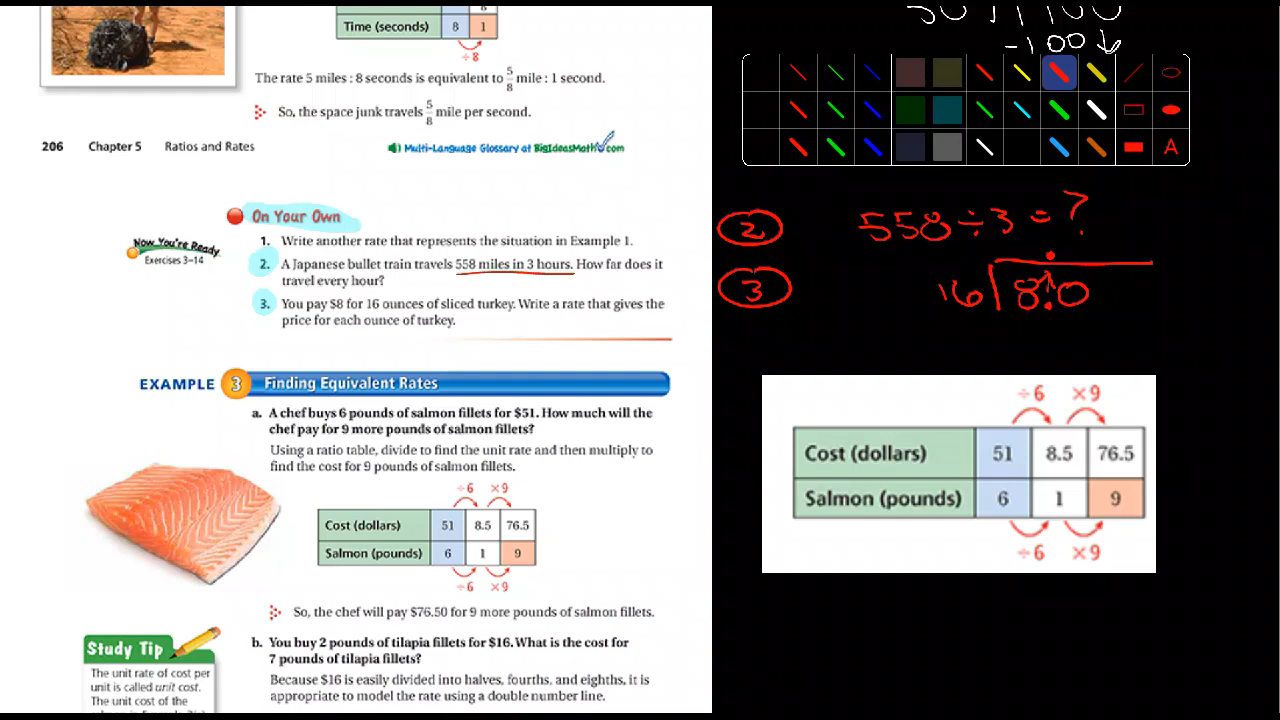 Time (seconds) 8 1
÷8
The rate 5 miles : 8 seconds is equivalent to 5/8 mile : 1 second.
So, the space junk travels 5/8 mile per second.
206 Chapter 5 Ratios and Rates
Multi-Language Glossary at BigIdeasMath.com
On Your Own
Now You're Ready
Exercises 3–14
1. Write another rate that represents the situation in Example 1.
2. A Japanese bullet train travels 558 miles in 3 hours. How far does it
travel every hour?
3. You pay $8 for 16 ounces of sliced turkey. Write a rate that gives the
price for each ounce of turkey.
EXAMPLE 3 Finding Equivalent Rates
a. A chef buys 6 pounds of salmon fillets for $51. How much will the
chef pay for 9 more pounds of salmon fillets?
Using a ratio table, divide to find the unit rate and then multiply to
find the cost for 9 pounds of salmon fillets.
÷6 ×9
Cost (dollars) 51 8.5 76.5
Salmon (pounds) 6 1 9
÷6 ×9
So, the chef will pay $76.50 for 9 more pounds of salmon fillets.
b. You buy 2 pounds of tilapia fillets for $16. What is the cost for
7 pounds of tilapia fillets?
Because $16 is easily divided into halves, fourths, and eighths, it is
appropriate to model the rate using a double number line.
Study Tip
The unit rate of cost per
unit is called unit cost.
The unit cost of the
-100
A
2 558÷3=?
3 16 8.0
÷6 ×9
Cost (dollars) 51 8.5 76.5
Salmon (pounds) 6 1 9
÷6 ×9